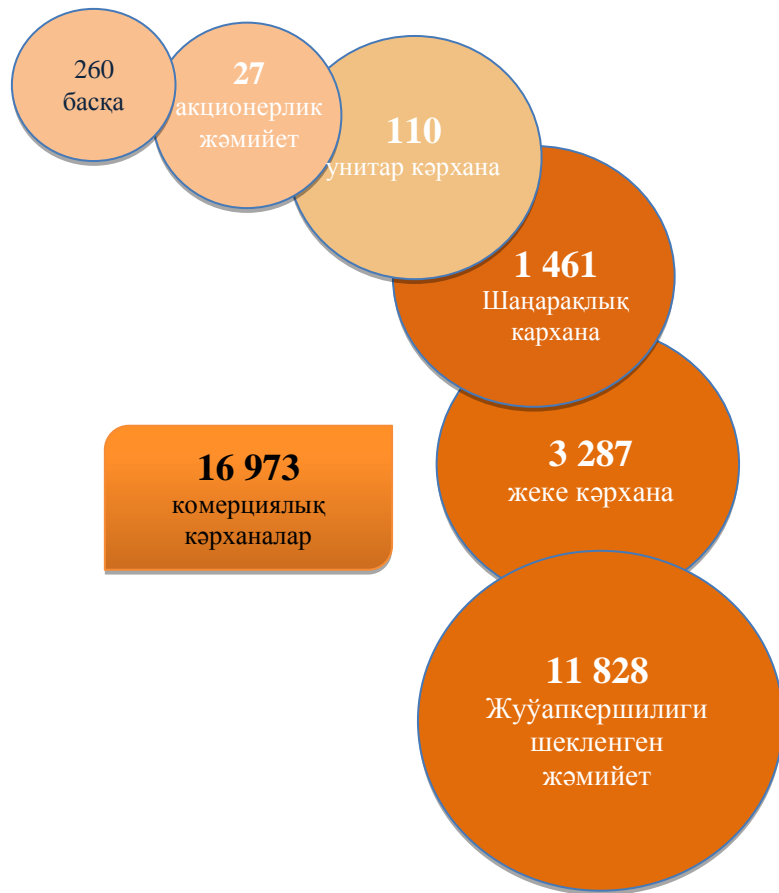 260
басқа
27
акционерлик
жәмийет
110
унитар кәрхана
1 461
Шаңарақлық
кархана
3 287
жеке кәрхана
16 973
комерциялық
кәрханалар
11 828
Жуўапкершилиги
шекленген
жәмийет